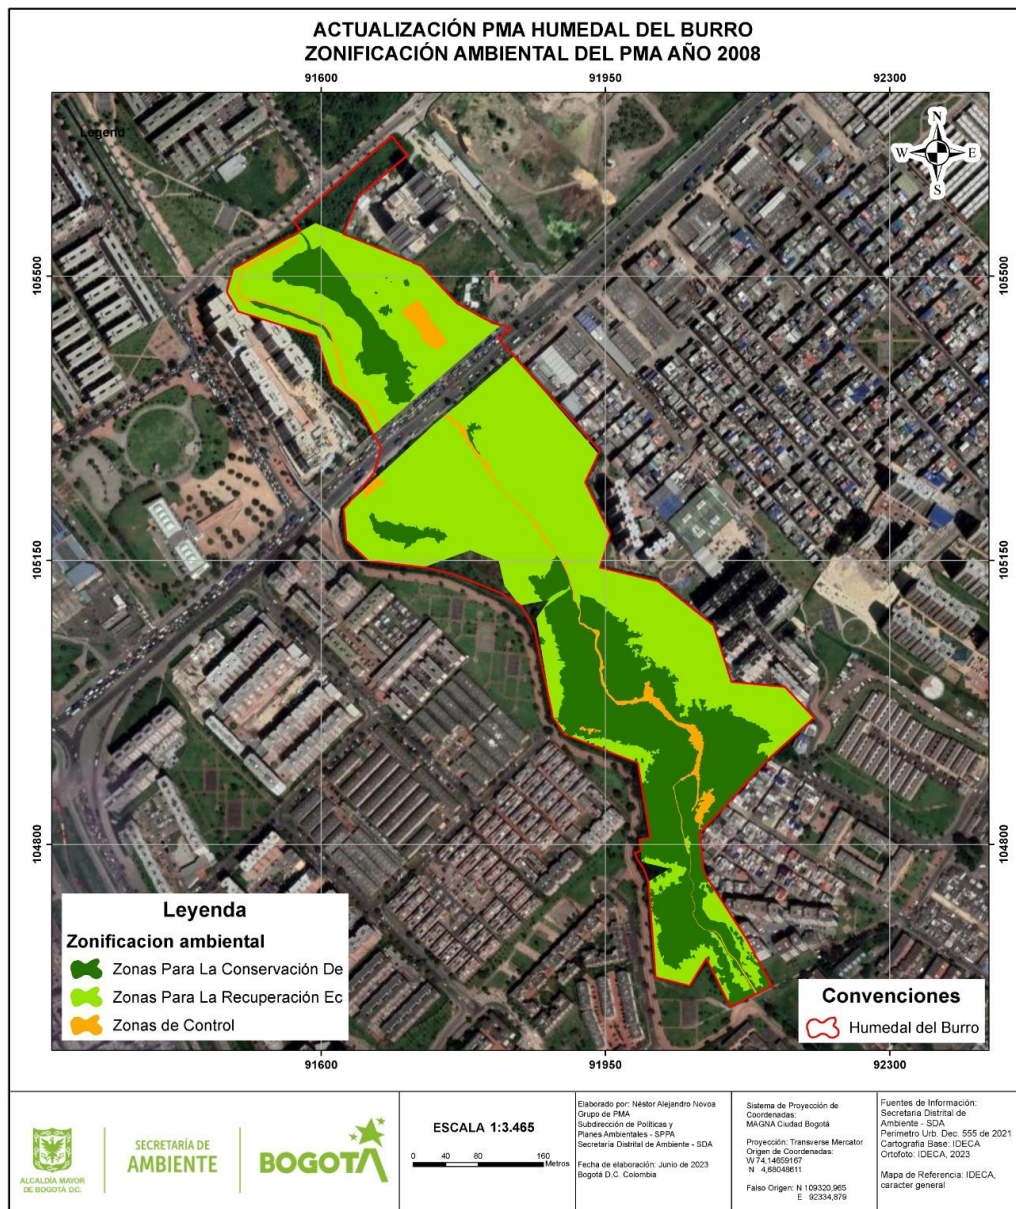 ACTUALIZACIÓN PMA HUMEDAL DEL BURRO
ZONIFICACIÓN AMBIENTAL DEL PMA AÑO 2008
91600
91950
92300
Legend
N
W
E
S
105500
105500
105150
105150
104800
104800
Leyenda
Zonificacion ambiental
Zonas Para La Conservación De
Zonas Para La Recuperación Ec
Zonas de Control
Convenciones
Humedal del Burro
91600
91950
92300
ALCALDÍA MAYOR
DE BOGOTÁ D.C.
SECRETARÍA DE
AMBIENTE
BOGOTÁ
ESCALA 1:3.465
0 40 80 160
Metros
Elaborado por: Néstor Alejandro Novoa
Grupo de PMA
Subdirección de Políticas y
Planes Ambientales - SPPA
Secretaría Distrital de Ambiente - SDA
Fecha de elaboración: Junio de 2023
Bogotá D.C. Colombia
Sistema de Proyección de
Coordenadas:
MAGNA Ciudad Bogotá
Proyección: Transverse Mercator
Origen de Coordenadas:
W 74,14659167
N 4,68048611
Falso Origen: N 109320,965
E 92334,879
Fuentes de Información:
Secretaria Distrital de
Ambiente - SDA
Perímetro Urb. Dec. 555 de 2021
Cartografía Base: IDECA
Ortofoto: IDECA, 2023
Mapa de Referencia: IDECA,
caracter general